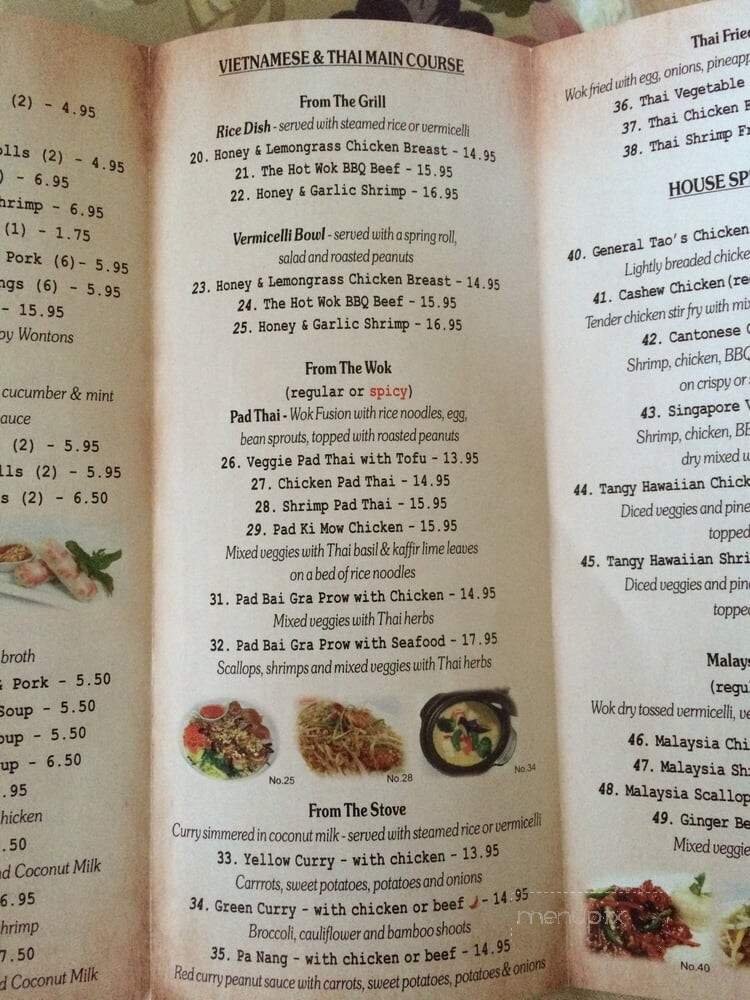 (2) - 4.95
olls (2) - 4.95
) - 6.95
hrimp - 6.95
(1) - 1.75
Pork (6)- 5.95
ngs (6) - 5.95
- 15.95
by Wontons
cucumber & mint
auce
(2) - 5.95
lls (2) - 5.95
s (2) - 6.50
broth
& Pork - 5.50
Soup - 5.50
oup - 5.50
up - 6.50
.95
hicken
.50
nd Coconut Milk
6.95
hrimp
7.50
d Coconut Milk
VIETNAMESE & THAI MAIN COURSE
From The Grill
Rice Dish - served with steamed rice or vermicelli
20. Honey & Lemongrass Chicken Breast - 14.95
21. The Hot Wok BBQ Beef - 15.95
22. Honey & Garlic Shrimp - 16.95
Vermicelli Bowl - served with a spring roll,
salad and roasted peanuts
23. Honey & Lemongrass Chicken Breast - 14.95
24. The Hot Wok BBQ Beef - 15.95
25. Honey & Garlic Shrimp - 16.95
From The Wok
(regular or spicy)
Pad Thai - Wok Fusion with rice noodles, egg,
bean sprouts, topped with roasted peanuts
26. Veggie Pad Thai with Tofu - 13.95
27. Chicken Pad Thai - 14.95
28. Shrimp Pad Thai - 15.95
29. Pad Ki Mow Chicken - 15.95
Mixed veggies with Thai basil & kaffir lime leaves
on a bed of rice noodles
31. Pad Bai Gra Prow with Chicken - 14.95
Mixed veggies with Thai herbs
32. Pad Bai Gra Prow with Seafood - 17.95
Scallops, shrimps and mixed veggies with Thai herbs
No.25 No.28 No.34
From The Stove
Curry simmered in coconut milk - served with steamed rice or vermicelli
33. Yellow Curry - with chicken - 13.95
Carrrots, sweet potatoes, potatoes and onions
34. Green Curry - with chicken or beef - 14.95
Broccoli, cauliflower and bamboo shoots
35. Pa Nang - with chicken or beef - 14.95
Red curry peanut sauce with carrots, sweet potatoes, potatoes & onions
Thai Frie
Wok fried with egg, onions, pineapp
36. Thai Vegetable
37. Thai Chicken
38. Thai Shrimp Fr
HOUSE SP
40. General Tao's Chicken
Lightly breaded chicke
41. Cashew Chicken(re
Tender chicken stir fry with mix
42. Cantonese
Shrimp, chicken, BBQ
on crispy or
43. Singapore
Shrimp, chicken, BB
dry mixed w
44. Tangy Hawaiian Chick
Diced veggies and pine
topped
45. Tangy Hawaiian Shri
Diced veggies and pine
toppe
Malays
(regu
Wok dry tossed vermicelli, ve
46. Malaysia Chi
47. Malaysia Shr
48. Malaysia Scallop
49. Ginger Be
Mixed veggie
No.40
menupix